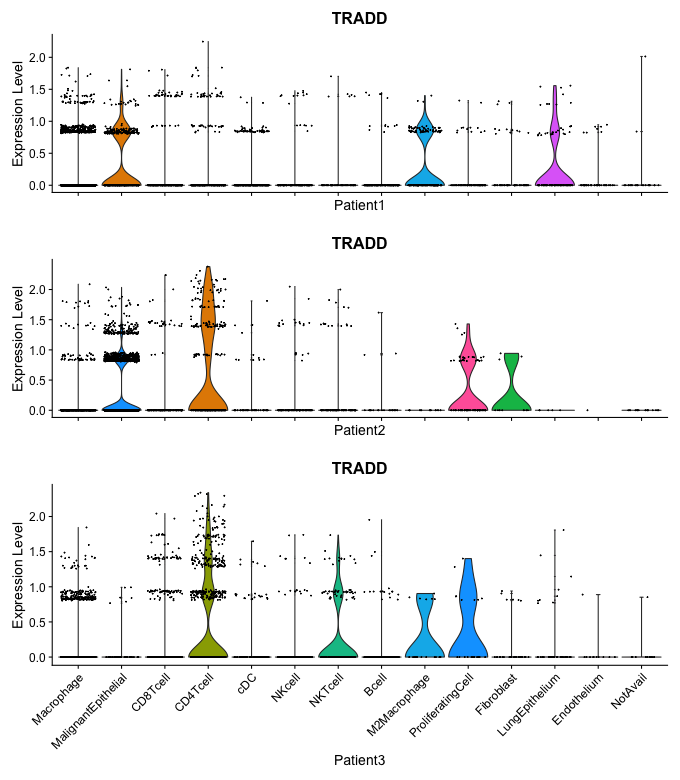 TRADD
Expression Level
2.0
1.5
1.0
0.5
0.0
Patient1
TRADD
Expression Level
2.0
1.5
1.0
0.5
0.0
Patient2
TRADD
Expression Level
2.0
1.5
1.0
0.5
0.0
Macrophage
MalignantEpithelial
CD8Tcell
CD4Tcell
cDC
NKcell
NKTcell
Bcell
M2Macrophage
ProliferatingCell
Fibroblast
LungEpithelium
Endothelium
NotAvail
Patient3